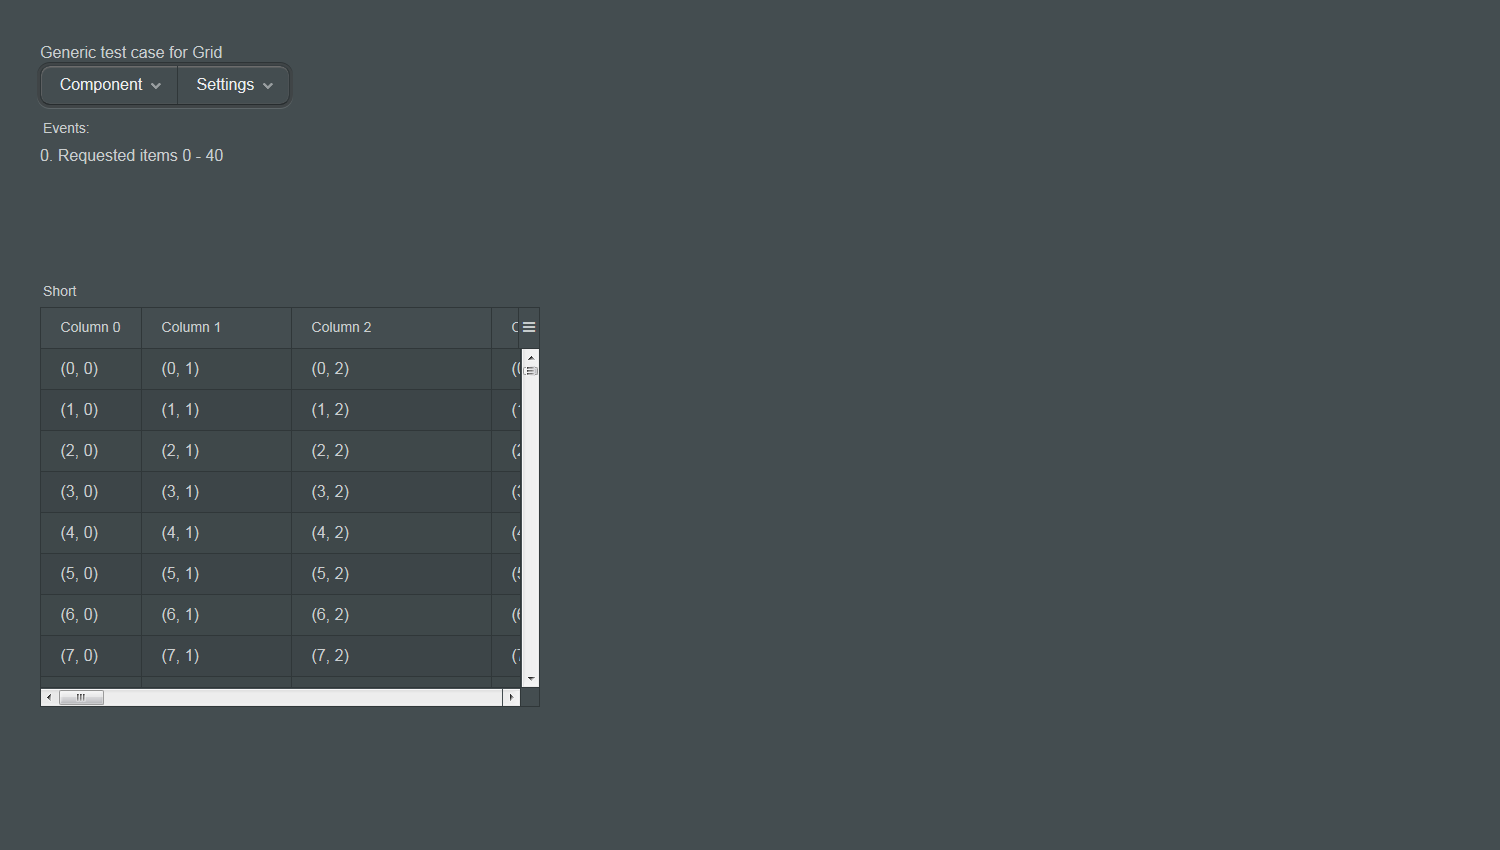 Generic test case for Grid
Component Settings
Events:
0. Requested items 0 - 40
Short
Column 0 Column 1 Column 2
(0, 0) (0, 1) (0, 2)
(1, 0) (1, 1) (1, 2)
(2, 0) (2, 1) (2, 2)
(3, 0) (3, 1) (3, 2)
(4, 0) (4, 1) (4, 2)
(5, 0) (5, 1) (5, 2)
(6, 0) (6, 1) (6, 2)
(7, 0) (7, 1) (7, 2)